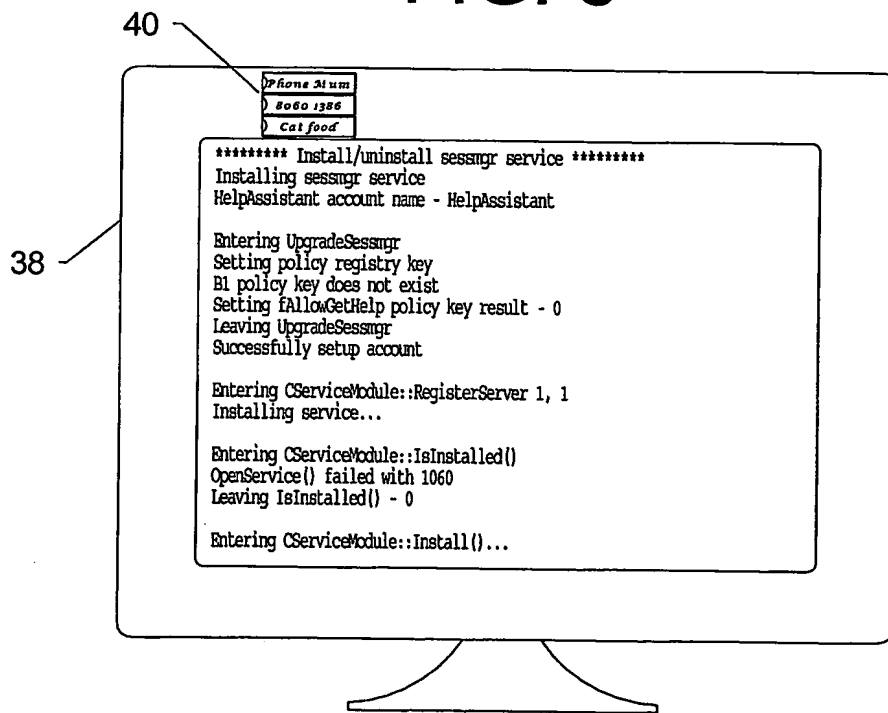 40
Phone Mum
8060 1386
Cat food
********* Install/uninstall sessmgr service *********
Installing sessmgr service
HelpAssistant account name - HelpAssistant
38
Entering UpgradeSessmgr
Setting policy registry key
B1 policy key does not exist
Setting fAllowGetHelp policy key result - 0
Leaving UpgradeSessmgr
Successfully setup account
Entering CServiceModule::RegisterServer 1, 1
Installing service...
Entering CServiceModule::IsInstalled()
OpenService() failed with 1060
Leaving IsInstalled() - 0
Entering CServiceModule::Install()...